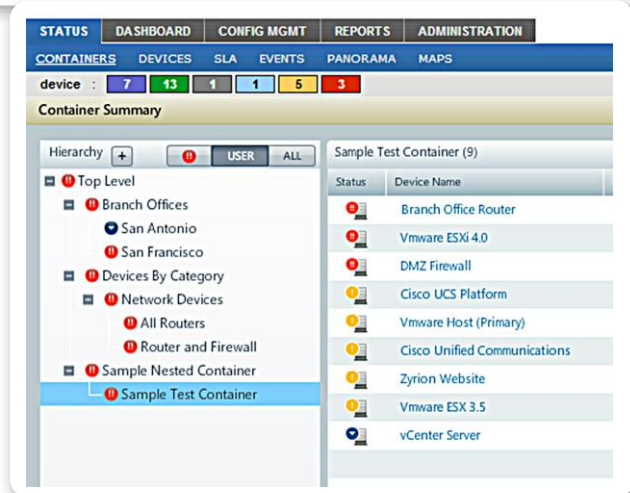 STATUS DASHBOARD CONFIG MGMT REPORTS ADMINISTRATION
CONTAINERS DEVICES SLA EVENTS PANORAMA MAPS
device : 7 13 1 1 5 3
Container Summary
Hierarchy + USER ALL
Top Level
Branch Offices
San Antonio
San Francisco
Devices By Category
Network Devices
All Routers
Router and Firewall
Sample Nested Container
Sample Test Container
Sample Test Container (9)
Status Device Name
Branch Office Router
Vmware ESXi 4.0
DMZ Firewall
Cisco UCS Platform
Vmware Host (Primary)
Cisco Unified Communications
Zyrion Website
Vmware ESX 3.5
vCenter Server